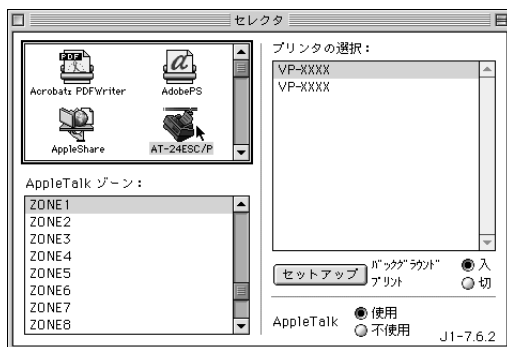 セレクタ
Acrobat™ PDFWriter
AdobePS
AppleShare
AT-24ESC/P
AppleTalk ゾーン：
ZONE1
ZONE2
ZONE3
ZONE4
ZONE5
ZONE6
ZONE7
ZONE8
プリンタの選択：
VP-XXXX
VP-XXXX
セットアップ
ﾊﾞｯｸｸﾞﾗｳﾝﾄﾞ
ﾌﾟﾘﾝﾄ
入
切
AppleTalk
使用
不使用
J1-7.6.2